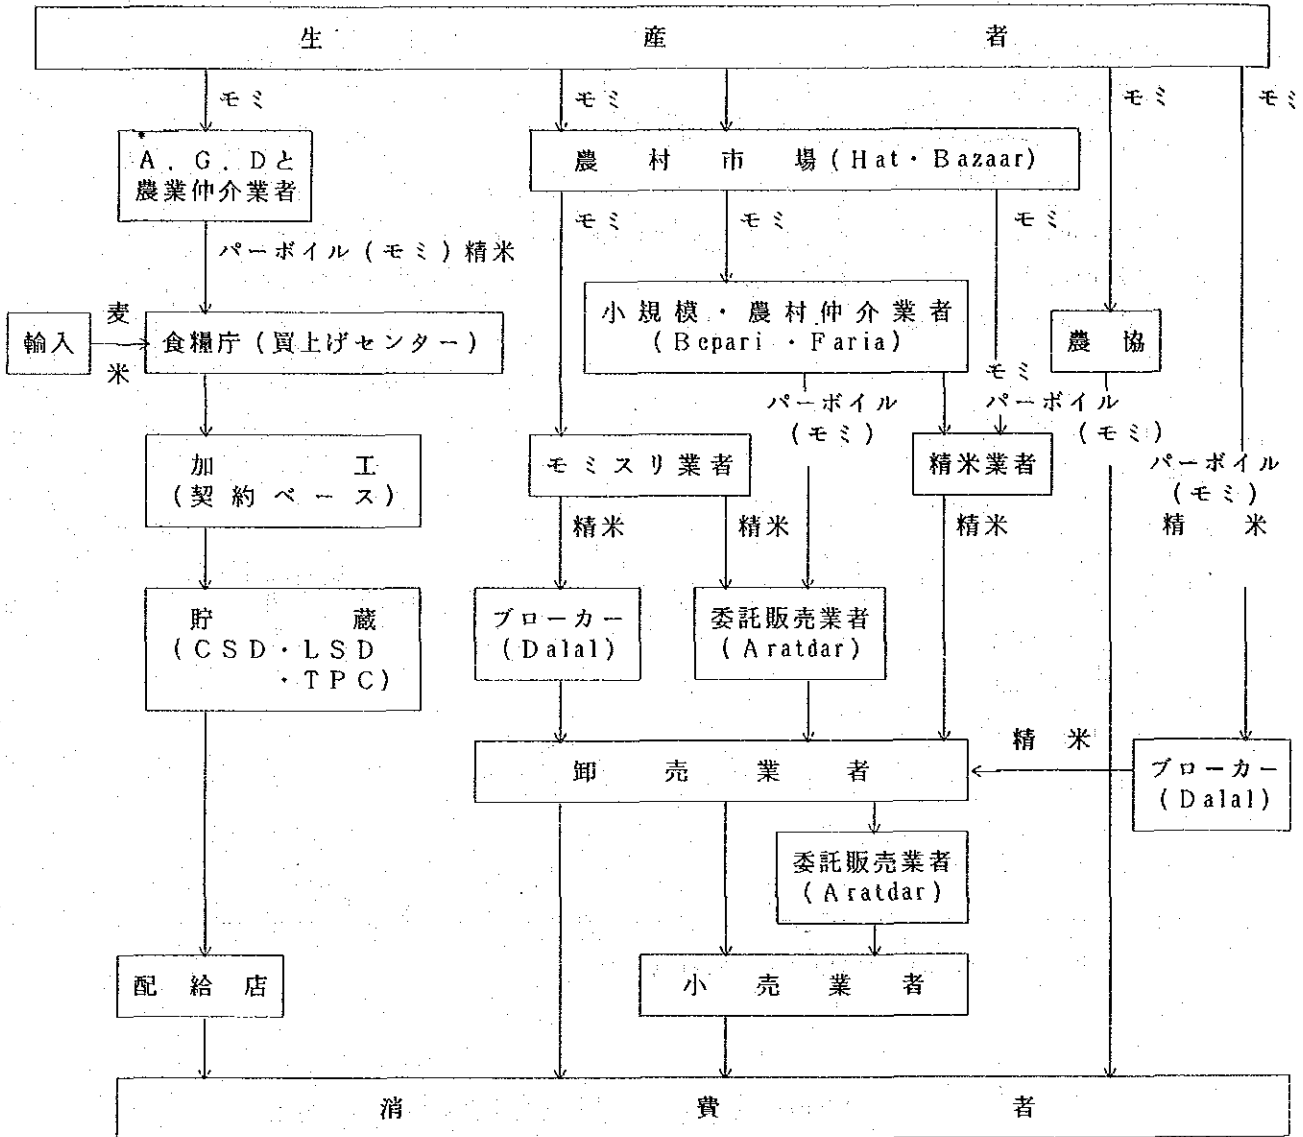 生産者
モミ
モミ
モミ
モミ
*
A.G.Dと
農業仲介業者
農村市場(Hat・Bazaar)
モミ
モミ
モミ
パーボイル(モミ)精米
輸入
麦
米
食糧庁(買上げセンター)
小規模・農村仲介業者
(Bepari・Faria)
農協
モミ
パーボイル
(モミ)
パーボイル
(モミ)
パーボイル
(モミ)
精米
加工
(契約ベース)
モミスリ業者
精米業者
精米
精米
精米
貯蔵
(CSD・LSD
・TPC)
ブローカー
(Dalal)
委託販売業者
(Aratdar)
卸売業者
精米
ブローカー
(Dalal)
委託販売業者
(Aratdar)
配給店
小売業者
消費者